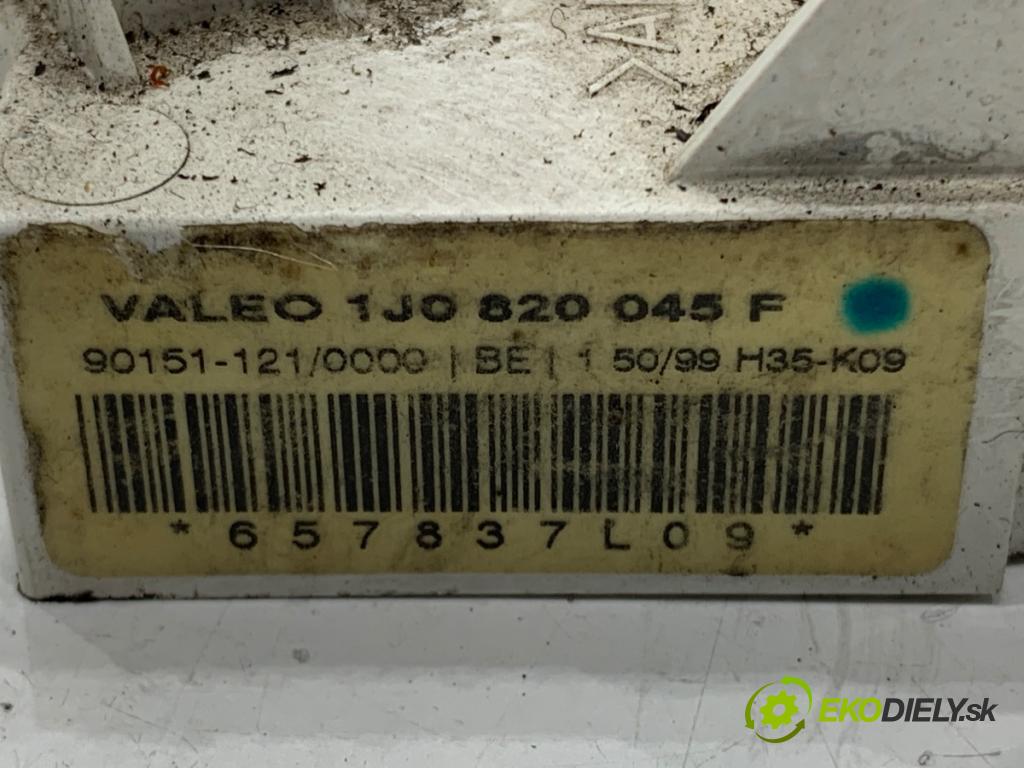 VALEO 1J0 820 045 F
90151-121/0000 | BE | 1 50/99 H35-K09
*657837L09*
EKODIELY.sk